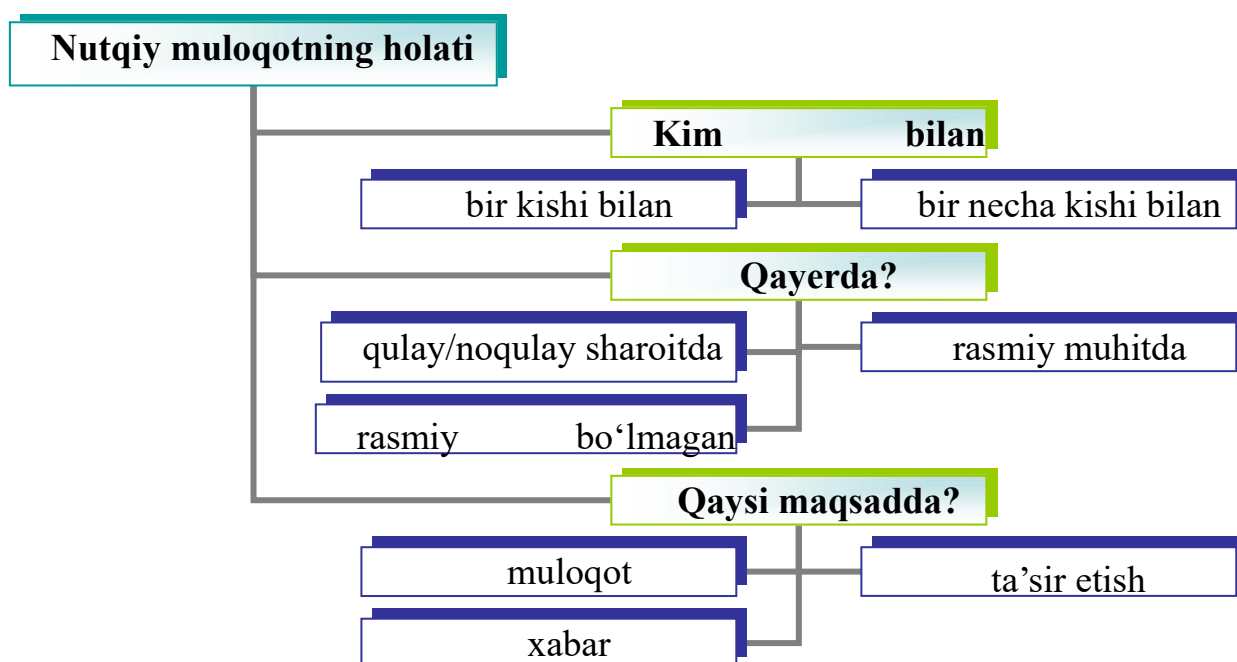 Nutqiy muloqotning holati
Kim bilan
bir kishi bilan
bir necha kishi bilan
Qayerda?
qulay/noqulay sharoitda
rasmiy muhitda
rasmiy bo‘lmagan
Qaysi maqsadda?
muloqot
ta’sir etish
xabar